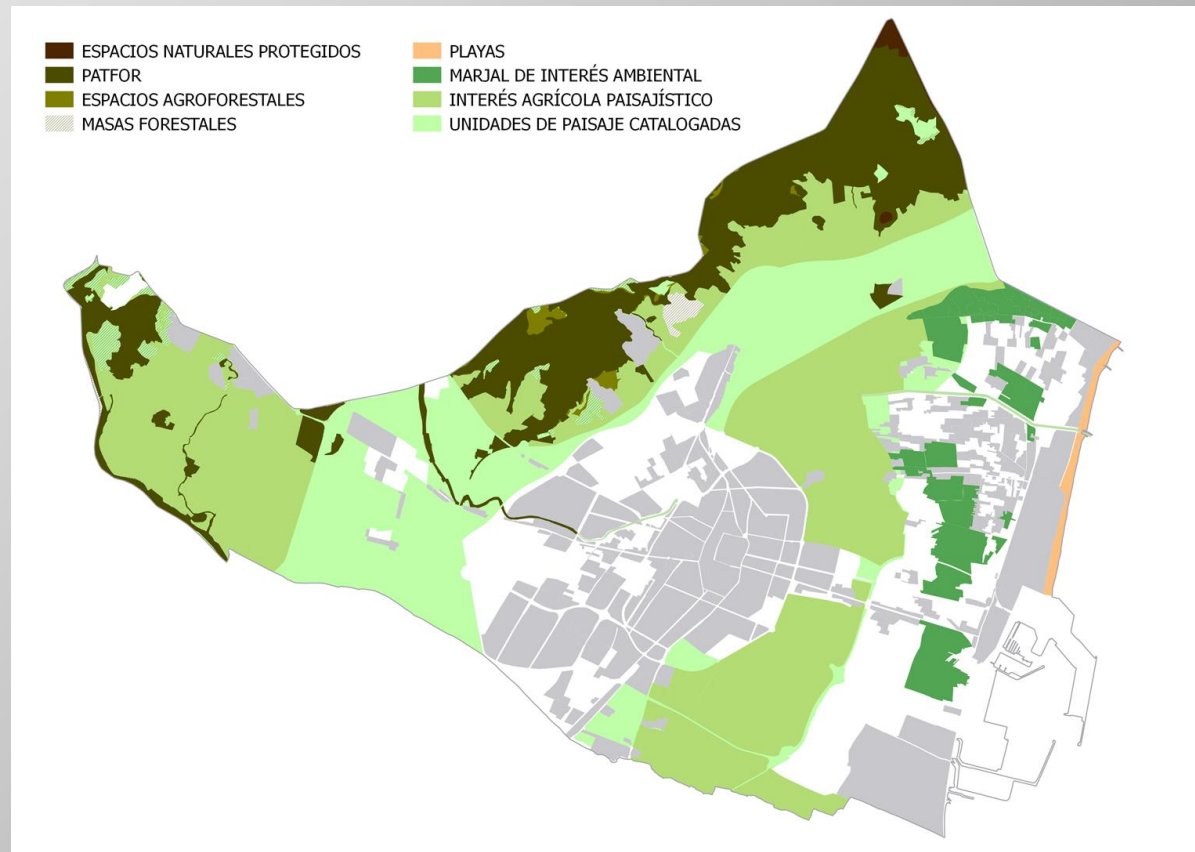 ESPACIOS NATURALES PROTEGIDOS
PATFOR
ESPACIOS AGROFORESTALES
MASAS FORESTALES
PLAYAS
MARJAL DE INTERÉS AMBIENTAL
INTERÉS AGRÍCOLA PAISAJÍSTICO
UNIDADES DE PAISAJE CATALOGADAS